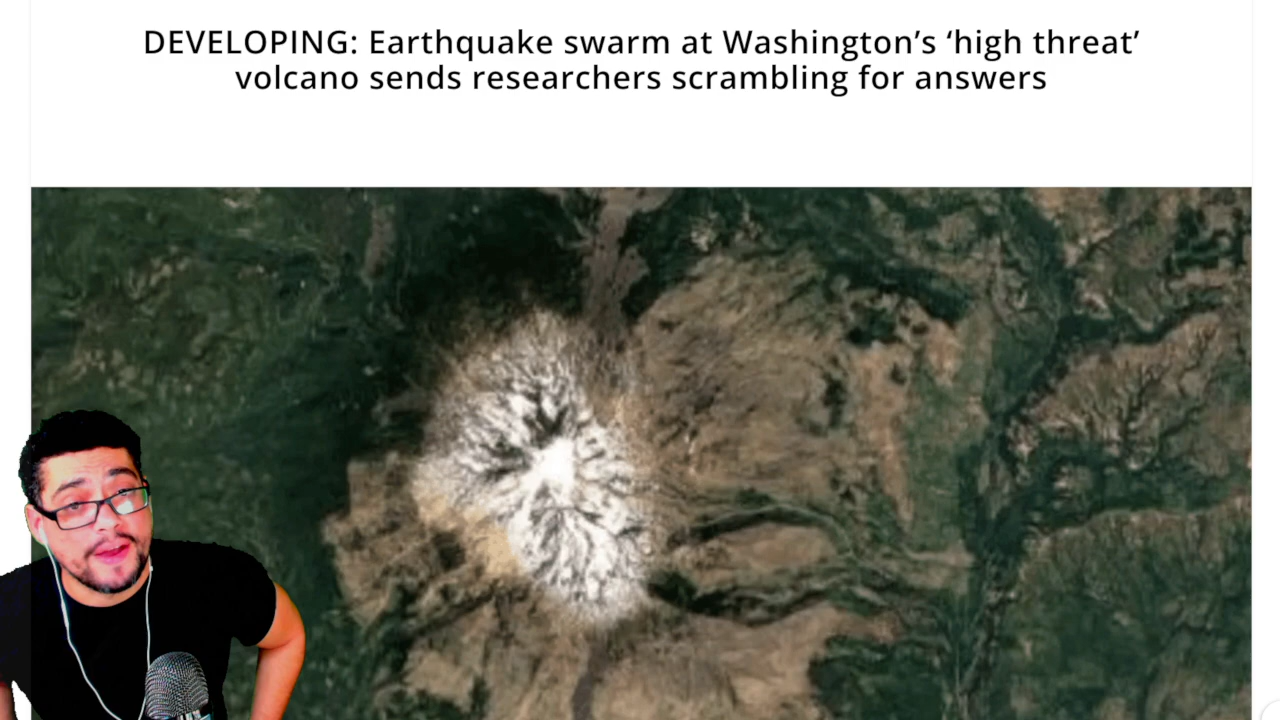 DEVELOPING: Earthquake swarm at Washington’s ‘high threat’
volcano sends researchers scrambling for answers